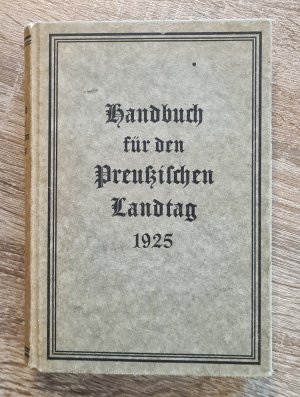 Handbuch
für den
Preußiſchen
Landtag
1925